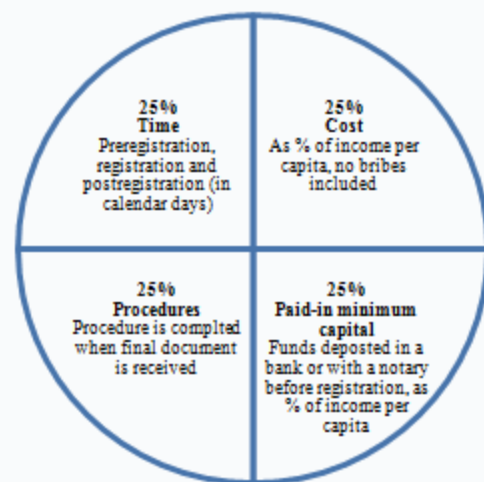 25%
Time
Preregistration,
registration and
postregistration (in
calendar days)
25%
Cost
As % of income per
capita, no bribes
included
25%
Procedures
Procedure is complted
when final document
is received
25%
Paid-in minimum
capital
Funds deposted in a
bank or with a notary
before registration, as
% of income per
capita